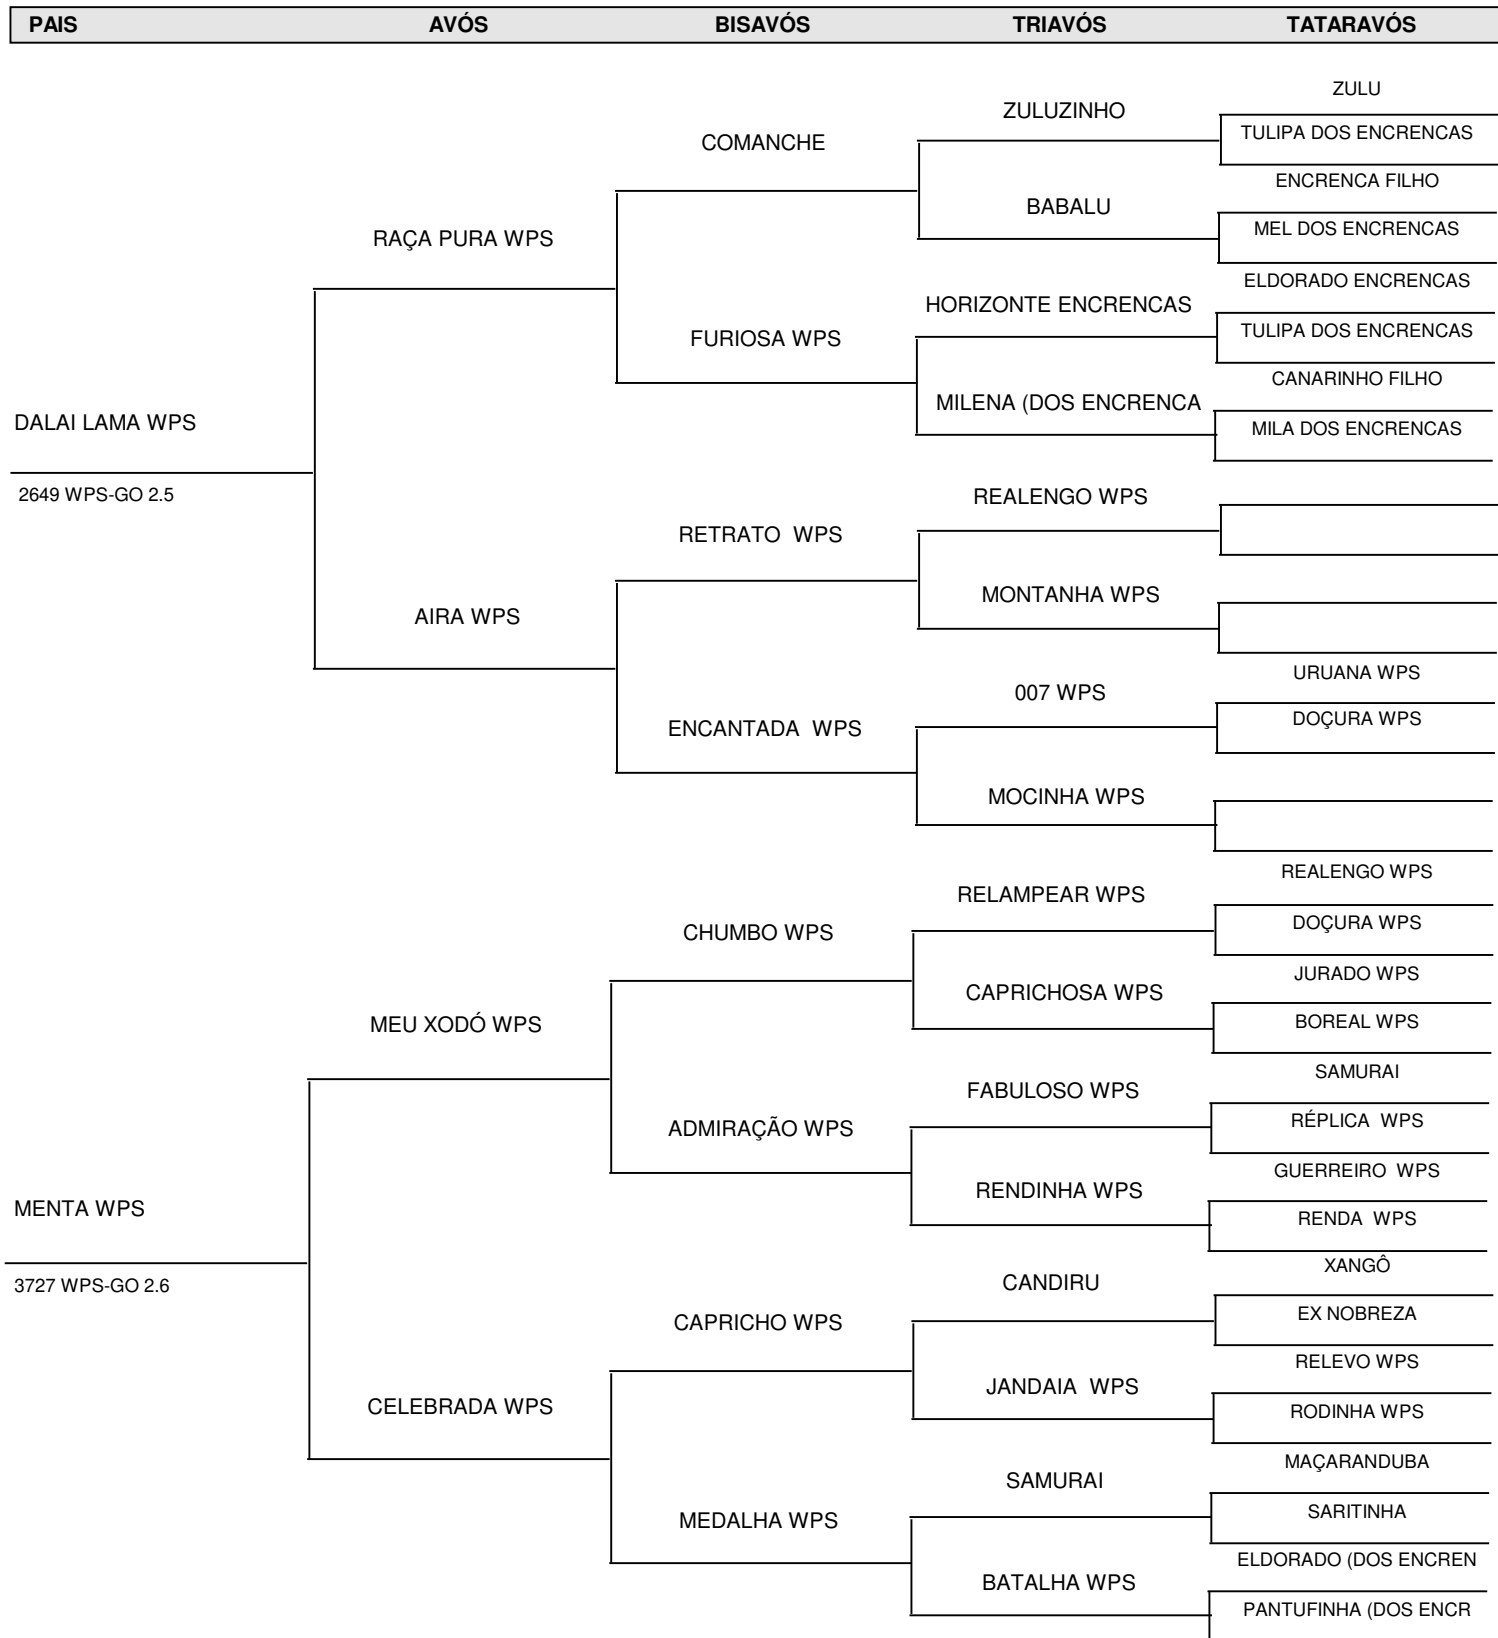 PAIS AVÓS BISAVÓS TRIAVÓS TATARAVÓS
ZULU
ZULUZINHO
TULIPA DOS ENCRENCAS
COMANCHE
ENCRENCA FILHO
BABALU
MEL DOS ENCRENCAS
RAÇA PURA WPS
ELDORADO ENCRENCAS
HORIZONTE ENCRENCAS
TULIPA DOS ENCRENCAS
FURIOSA WPS
CANARINHO FILHO
MILENA (DOS ENCRENCA
MILA DOS ENCRENCAS
DALAI LAMA WPS
2649 WPS-GO 2.5
REALENGO WPS
RETRATO  WPS
MONTANHA WPS
AIRA WPS
URUANA WPS
007 WPS
DOÇURA WPS
ENCANTADA  WPS
MOCINHA WPS
REALENGO WPS
RELAMPEAR WPS
DOÇURA WPS
CHUMBO WPS
JURADO WPS
CAPRICHOSA WPS
BOREAL WPS
MEU XODÓ WPS
SAMURAI
FABULOSO WPS
RÉPLICA  WPS
ADMIRAÇÃO WPS
GUERREIRO  WPS
RENDINHA WPS
RENDA  WPS
MENTA WPS
3727 WPS-GO 2.6
XANGÔ
CANDIRU
EX NOBREZA
CAPRICHO WPS
RELEVO WPS
JANDAIA  WPS
RODINHA WPS
CELEBRADA WPS
MAÇARANDUBA
SAMURAI
SARITINHA
MEDALHA WPS
ELDORADO (DOS ENCREN
BATALHA WPS
PANTUFINHA (DOS ENCR